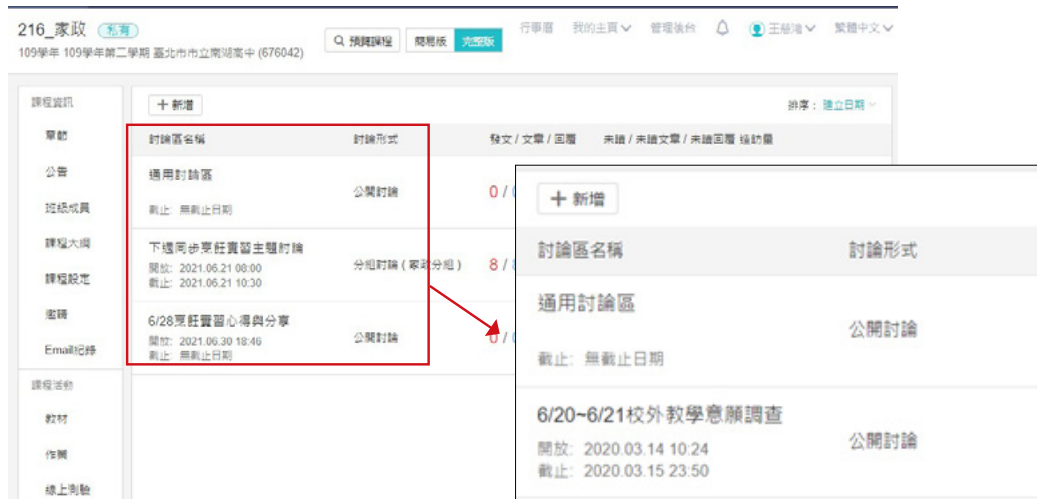 216_家政 私有
109學年 109學年第二學期 臺北市市立南湖高中 (676042)
預覽課程 簡易版 完整版
行事曆 我的主頁 管理後台 王慈鴻 繁體中文
課程資訊
章節
公告
班級成員
課程大綱
課程設定
邀請
Email紀錄
課程活動
教材
作業
線上測驗
+ 新增
排序： 建立日期
討論區名稱 討論形式 發文 / 文章 / 回覆 未讀 / 未讀文章 / 未讀回覆 造訪量
通用討論區
公開討論 0 /
截止: 無截止日期
下週同步烹飪實習主題討論
開放: 2021.06.21 08:00
分組討論 ( 家政分組 ) 8 /
截止: 2021.06.21 10:30
6/28烹飪實習心得與分享
開放: 2021.06.30 18:46
公開討論 0 /
截止: 無截止日期
+ 新增
討論區名稱 討論形式
通用討論區
公開討論
截止: 無截止日期
6/20~6/21校外教學意願調查
開放: 2020.03.14 10:24
公開討論
截止: 2020.03.15 23:50